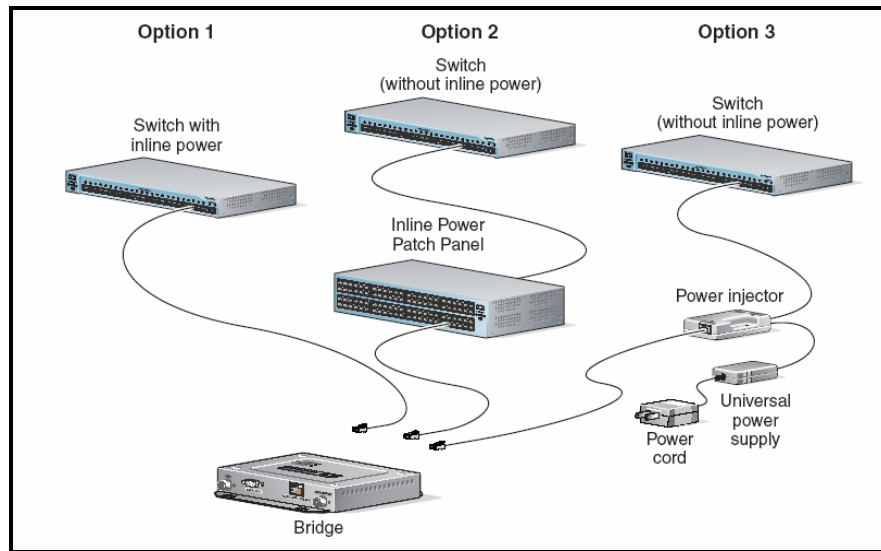 Option 1
Option 2
Option 3
Switch
(without inline power)
Switch with
inline power
Switch
(without inline power)
Inline Power
Patch Panel
Power injector
Universal
power
supply
Power
cord
Bridge